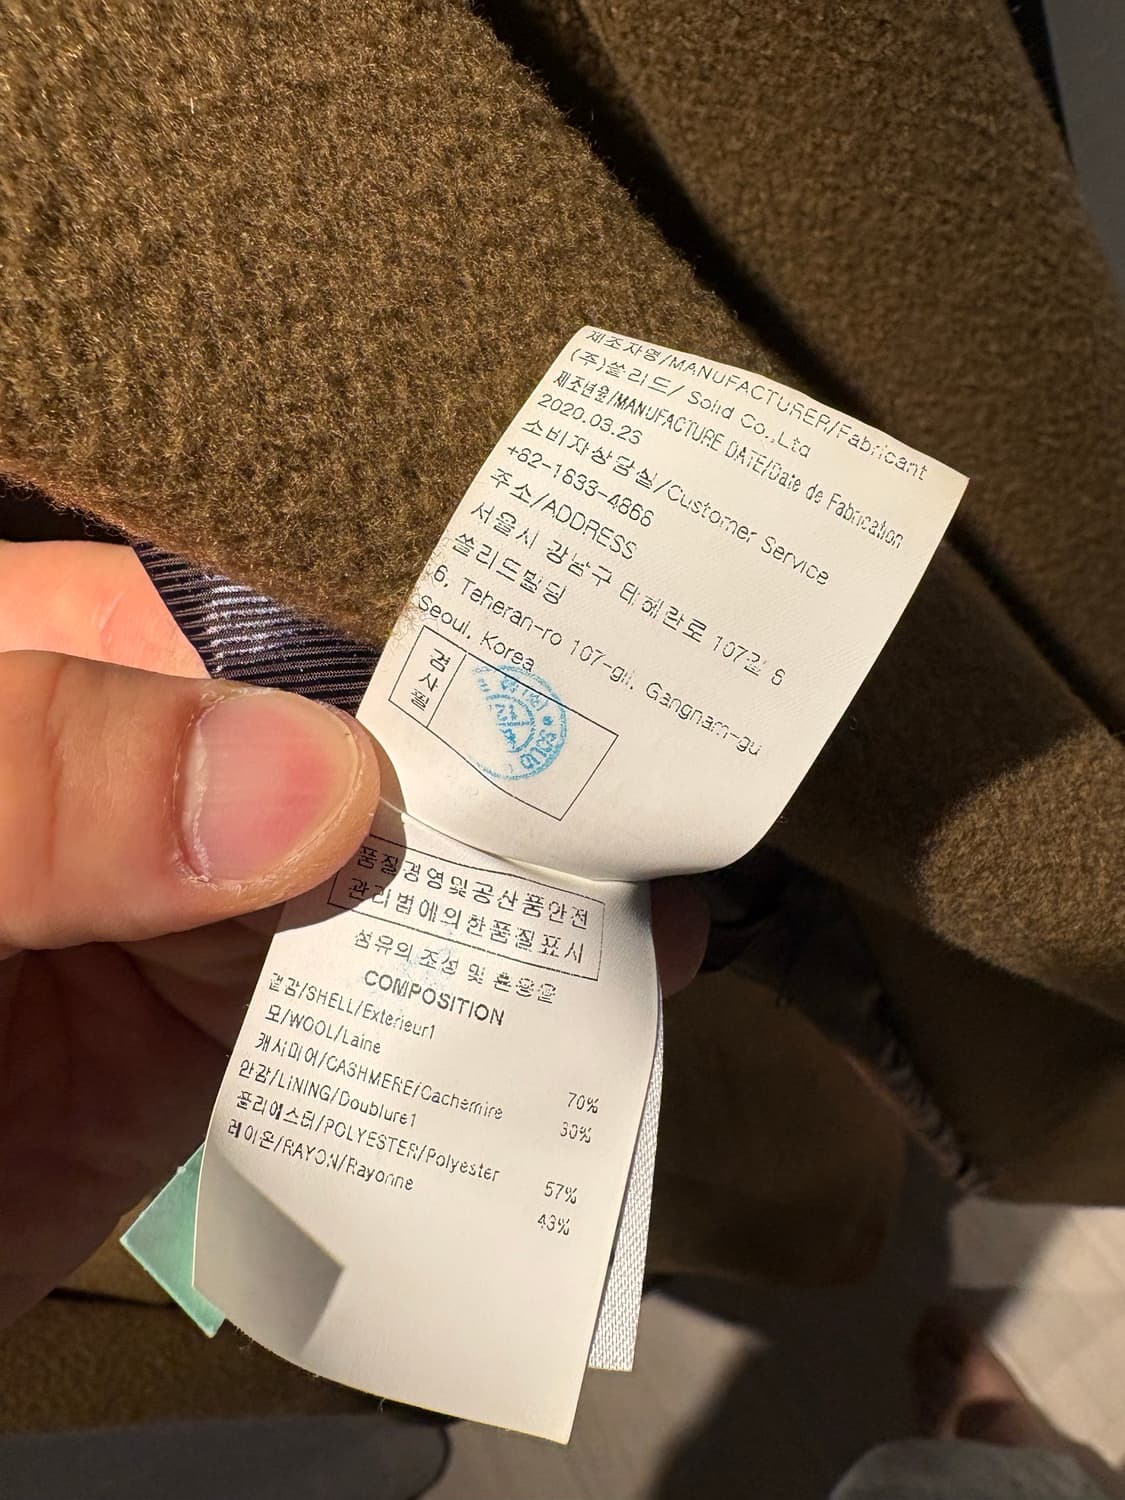 제조자명/MANUFACTURER/Fabricant
(주)쏠리드/ Solid Co.,Ltd
제조년월/MANUFACTURE DATE/Date de Fabrication
2020.03.23
소비자상담실/Customer Service
+82-1833-4866
주소/ADDRESS
서울시 강남구 테헤란로 107길 6
쏠리드빌딩
6, Teheran-ro 107-gil, Gangnam-gu
Seoul, Korea
검사필
SOLID
품질경영및공산품안전
관리법에의한품질표시
섬유의 조성 및 혼용율
COMPOSITION
겉감/SHELL/Exterieur1
모/WOOL/Laine 70%
캐시미어/CASHMERE/Cachemire 30%
안감/LINING/Doublure1
폴리에스터/POLYESTER/Polyester 57%
레이온/RAYON/Rayonne 43%